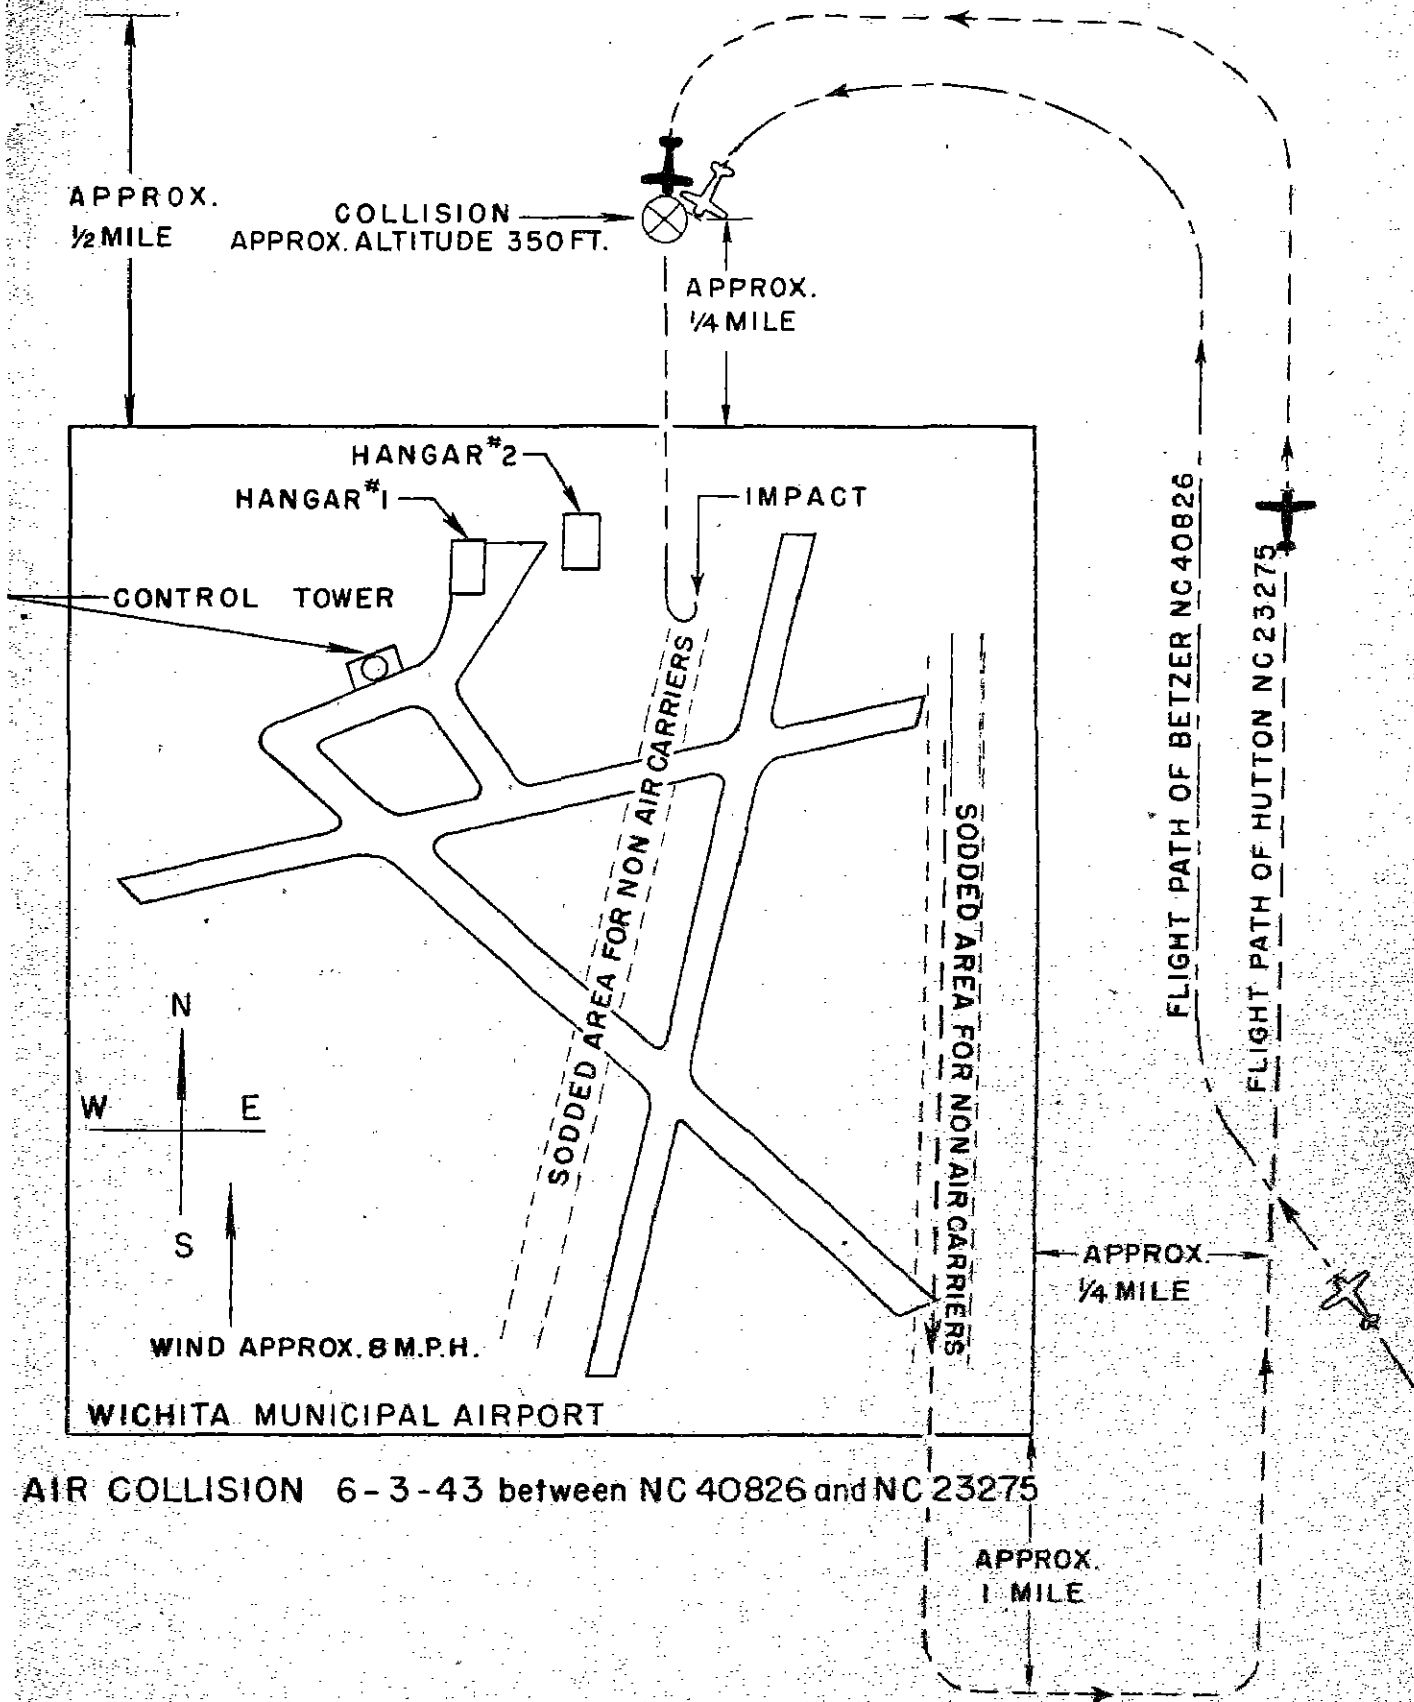 APPROX.
½ MILE
COLLISION
APPROX. ALTITUDE 350 FT.
APPROX.
¼ MILE
HANGAR #2
HANGAR #1
IMPACT
CONTROL TOWER
SODDED AREA FOR NON AIR CARRIERS
SODDED AREA FOR NON AIR CARRIERS
FLIGHT PATH OF BETZER NC 40826
FLIGHT PATH OF HUTTON NC 23275
N
W E
S
APPROX.
¼ MILE
WIND APPROX. 8 M.P.H.
WICHITA MUNICIPAL AIRPORT
AIR COLLISION 6-3-43 between NC 40826 and NC 23275
APPROX.
1 MILE